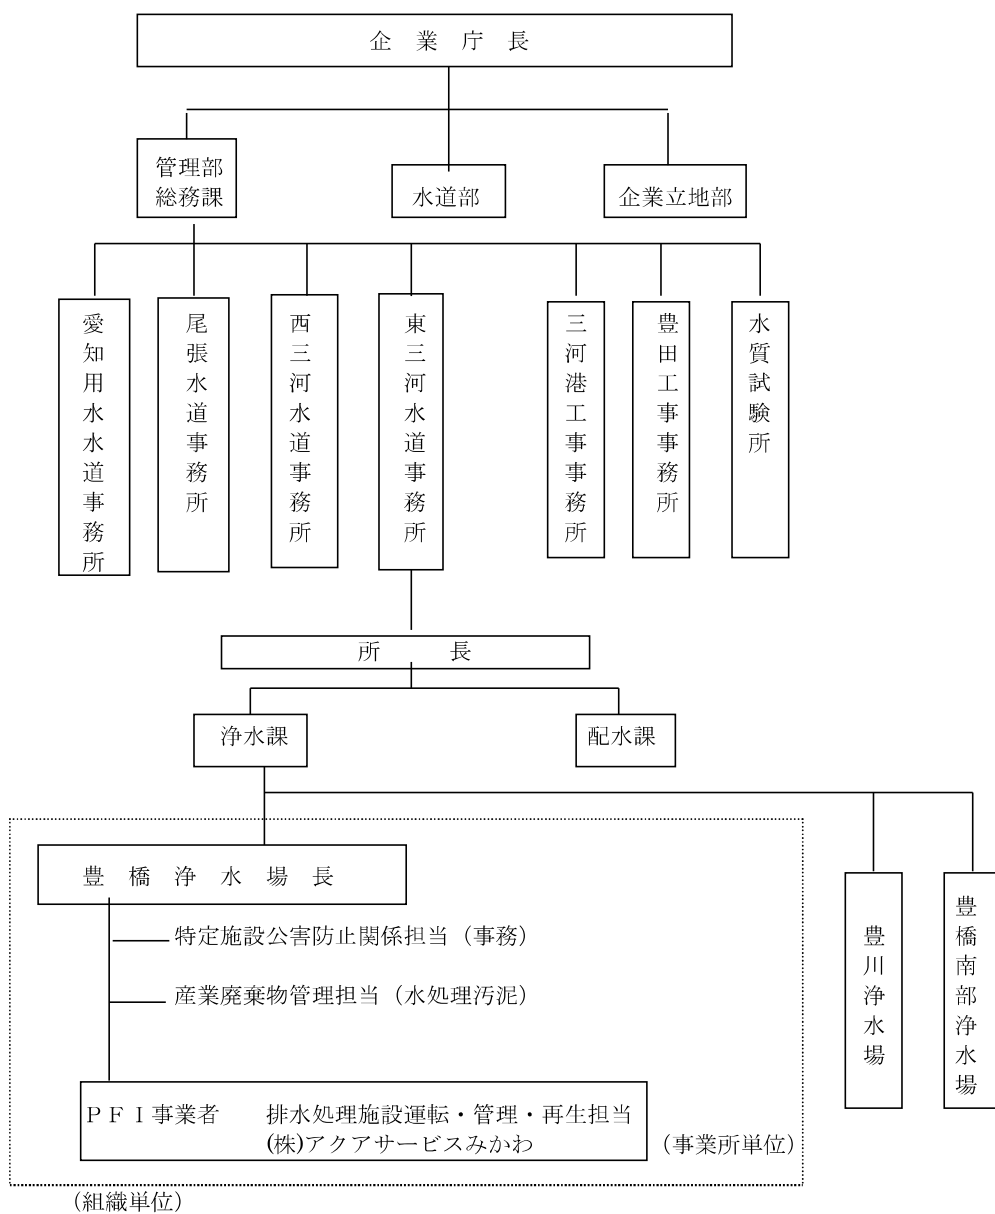 企業庁長
管理部
総務課
水道部
企業立地部
愛知用水水道事務所
尾張水道事務所
西三河水道事務所
東三河水道事務所
三河港工事事務所
豊田工事事務所
水質試験所
所長
浄水課
配水課
豊橋浄水場長
特定施設公害防止関係担当（事務）
産業廃棄物管理担当（水処理汚泥）
豊川浄水場
豊橋南部浄水場
ＰＦＩ事業者 排水処理施設運転・管理・再生担当
(株)アクアサービスみかわ
（事業所単位）
（組織単位）